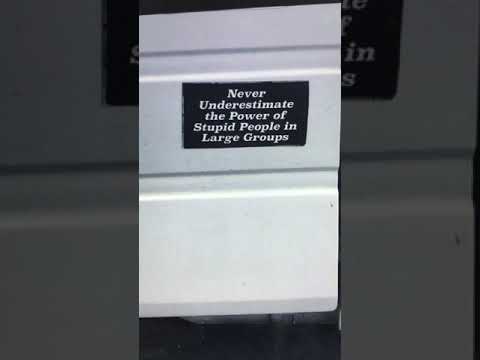 Never
Underestimate
the Power of
Stupid People in
Large Groups